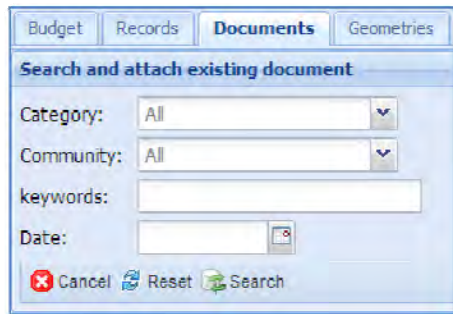 Budget Records Documents Geometries
Search and attach existing document
Category: All
Community: All
keywords:
Date:
Cancel Reset Search